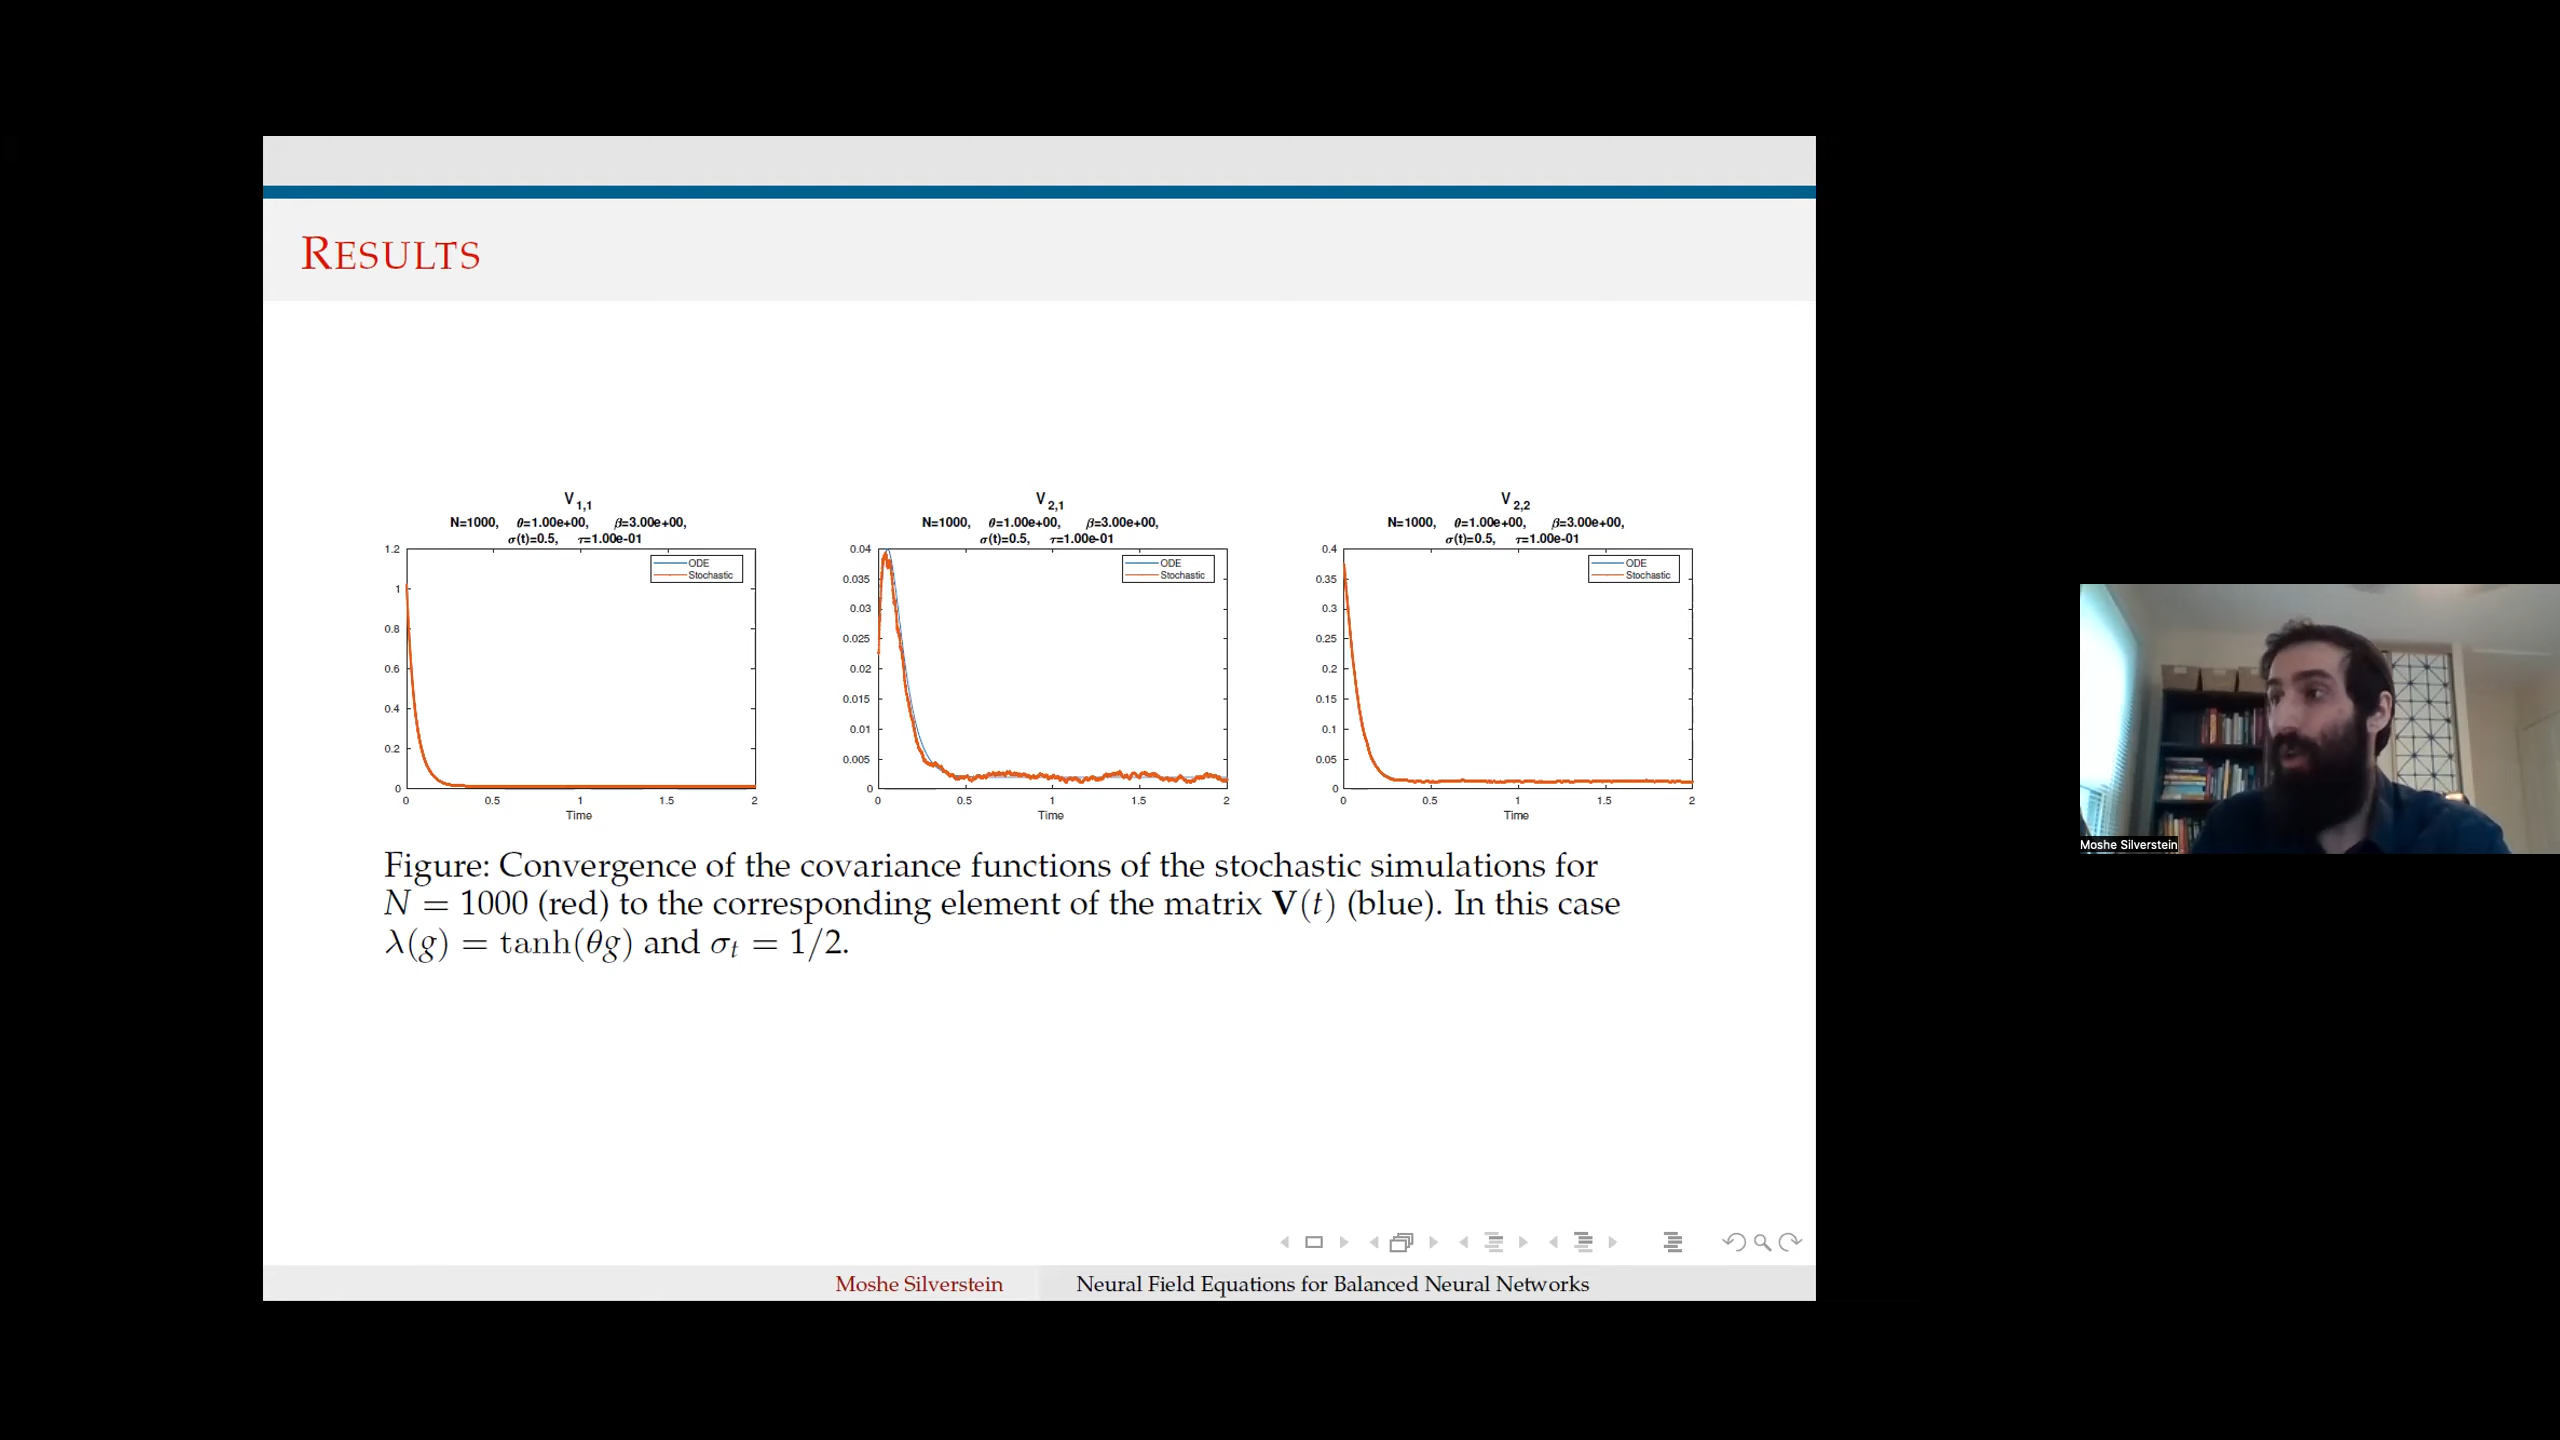 RESULTS
V 1,1
N=1000, θ=1.00e+00, β=3.00e+00,
σ(t)=0.5, τ=1.00e-01
1.2
1
0.8
0.6
0.4
0.2
0
ODE
Stochastic
0 0.5 1 1.5 2
Time
V 2,1
N=1000, θ=1.00e+00, β=3.00e+00,
σ(t)=0.5, τ=1.00e-01
0.04
0.035
0.03
0.025
0.02
0.015
0.01
0.005
0
ODE
Stochastic
0 0.5 1 1.5 2
Time
V 2,2
N=1000, θ=1.00e+00, β=3.00e+00,
σ(t)=0.5, τ=1.00e-01
0.4
0.35
0.3
0.25
0.2
0.15
0.1
0.05
0
ODE
Stochastic
0 0.5 1 1.5 2
Time
Figure: Convergence of the covariance functions of the stochastic simulations for
N = 1000 (red) to the corresponding element of the matrix V(t) (blue). In this case
λ(g) = tanh(θg) and σt = 1/2.
Moshe Silverstein
Moshe Silverstein Neural Field Equations for Balanced Neural Networks